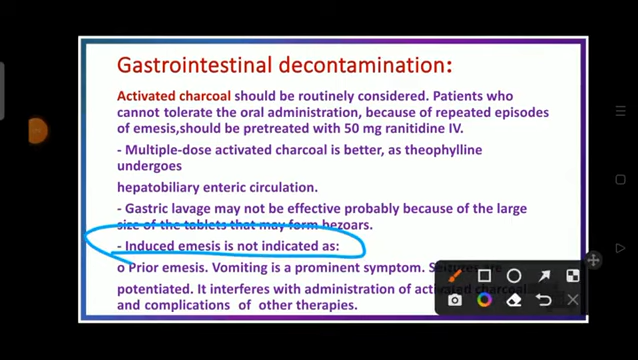 Gastrointestinal decontamination:
Activated charcoal should be routinely considered. Patients who
cannot tolerate the oral administration, because of repeated episodes
of emesis,should be pretreated with 50 mg ranitidine IV.
- Multiple-dose activated charcoal is better, as theophylline
undergoes
hepatobiliary enteric circulation.
- Gastric lavage may not be effective probably because of the large
size of the tablets that may form bezoars.
- Induced emesis is not indicated as:
o Prior emesis. Vomiting is a prominent symptom.
potentiated. It interferes with administration of activated charcoal
and complications of other therapies.